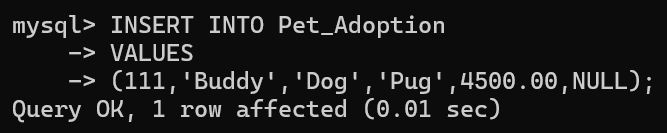 mysql> INSERT INTO Pet_Adoption
    -> VALUES
    -> (111,'Buddy','Dog','Pug',4500.00,NULL);
Query OK, 1 row affected (0.01 sec)